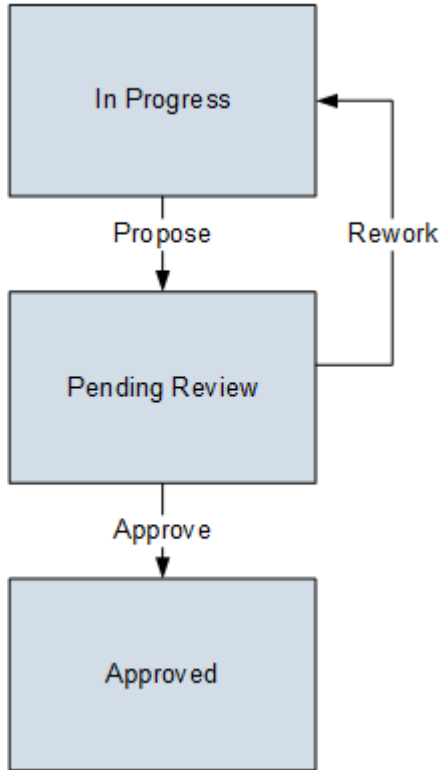 In Progress
Propose
Rework
Pending Review
Approve
Approved